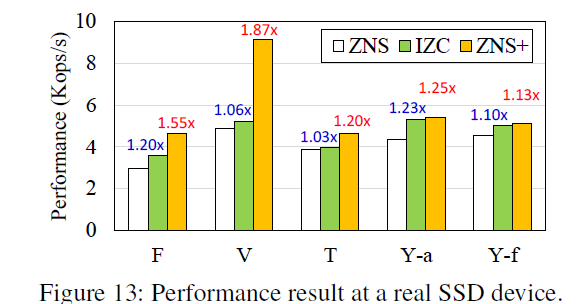 10
8
6
4
2
0
Performance (Kops/s)
ZNS IZC ZNS+
1.20x
1.55x
1.06x
1.87x
1.03x
1.20x
1.23x
1.25x
1.10x
1.13x
F V T Y-a Y-f
Figure 13: Performance result at a real SSD device.